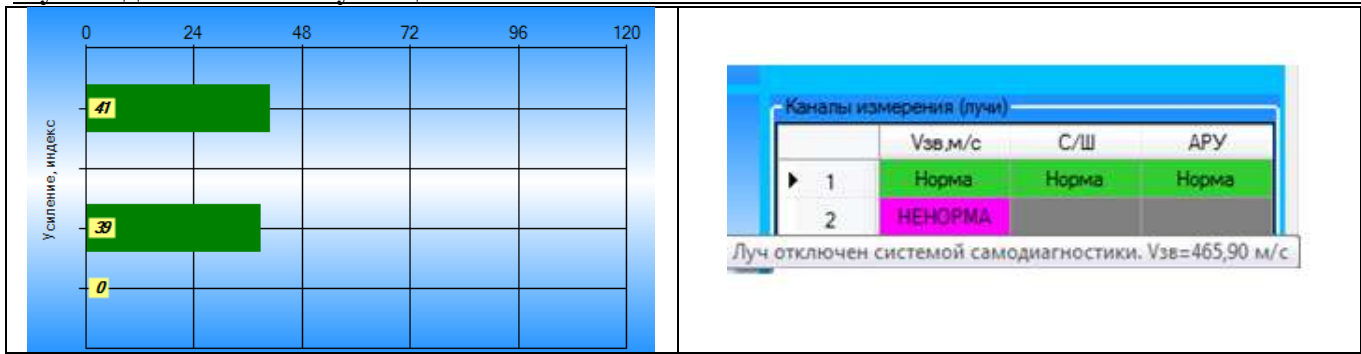 0 24 48 72 96 120
Усиление, индекс
41
39
0
Каналы измерения (лучи)
Vзв,м/с С/Ш АРУ
1 Норма Норма Норма
2 НЕНОРМА
Луч отключен системой самодиагностики. Vзв=465,90 м/с